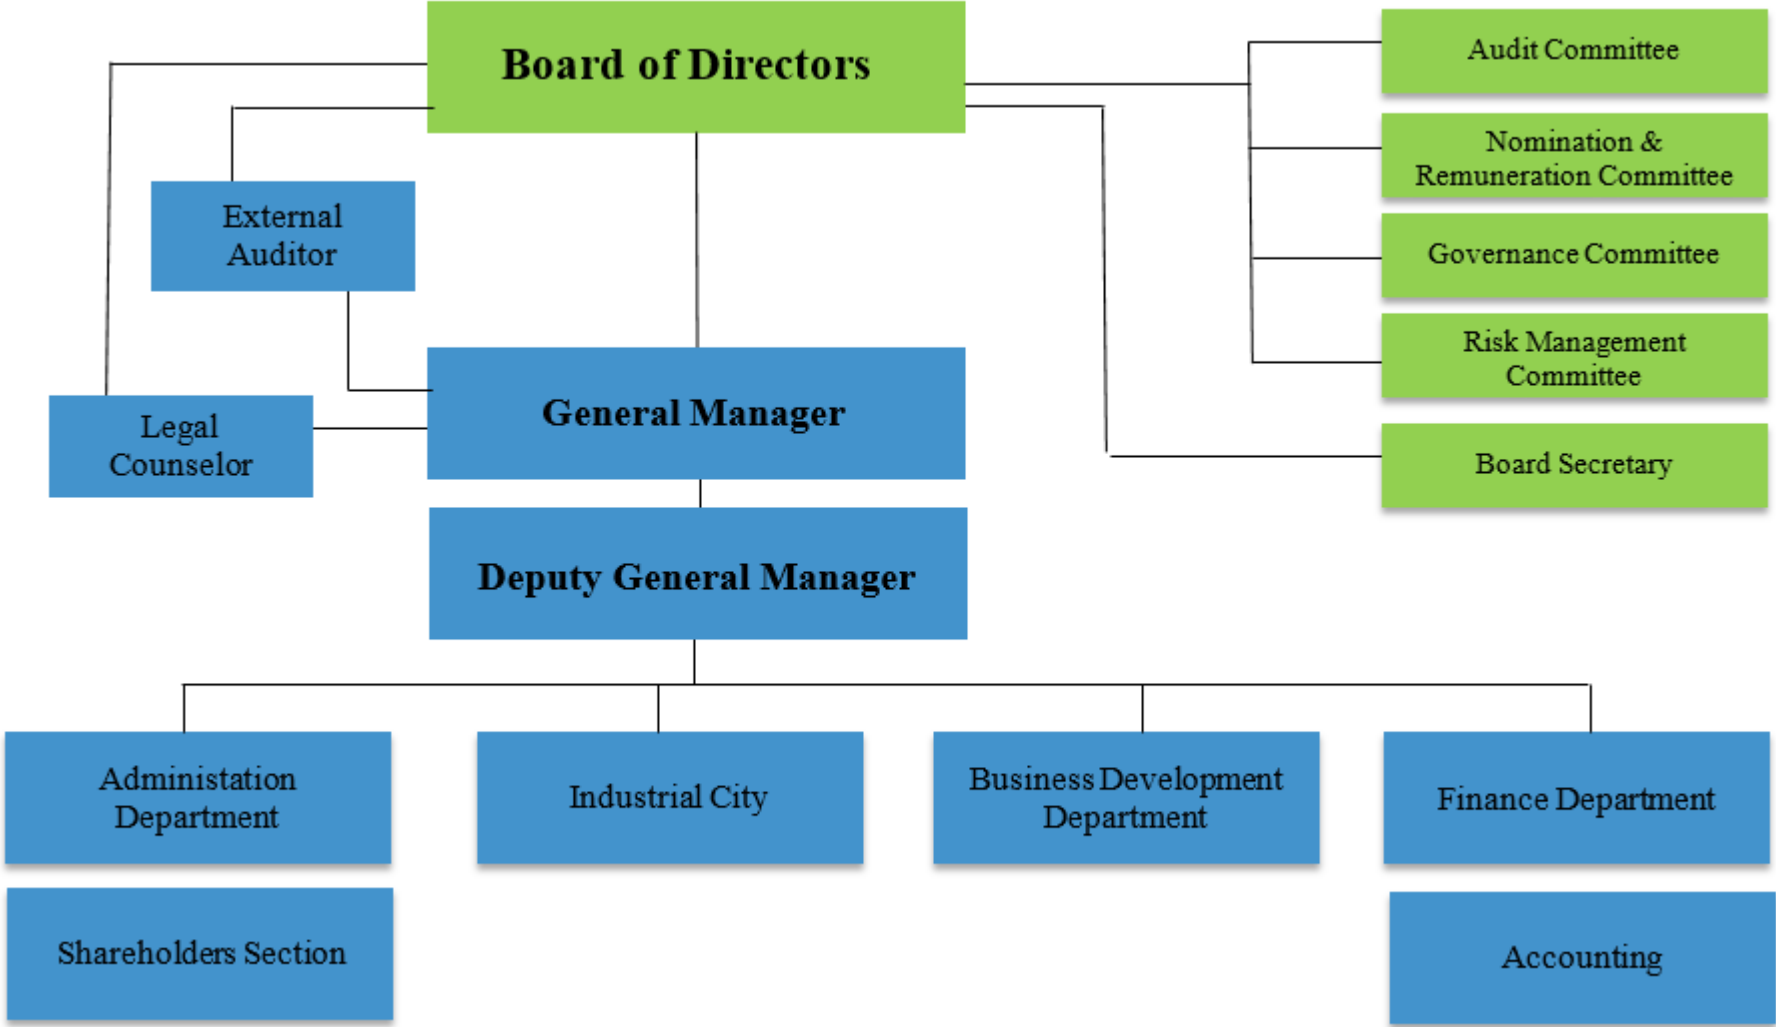 Board of Directors
Audit Committee
Nomination &
Remuneration Committee
Governance Committee
Risk Management
Committee
Board Secretary
External
Auditor
Legal
Counselor
General Manager
Deputy General Manager
Administation
Department
Industrial City
Business Development
Department
Finance Department
Shareholders Section
Accounting